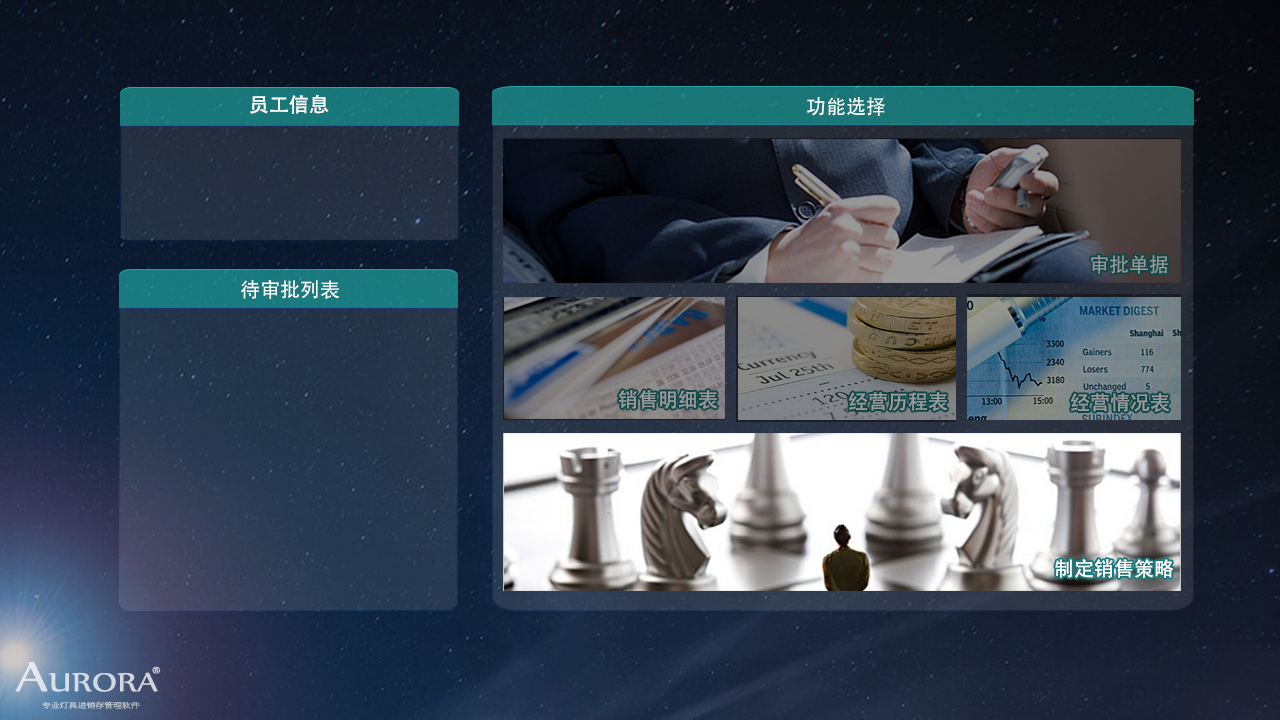 员工信息
功能选择
审批单据
待审批列表
Currency
Jul 25th
120
销售明细表
经营历程表
MARKET DIGEST
Shanghai Sh
3300
2340
3180
13:00 15:00
Gainers 116
Losers 774
Unchanged 5
SUBINDEX
经营情况表
制定销售策略
AURORA®
专业灯具进销存管理软件